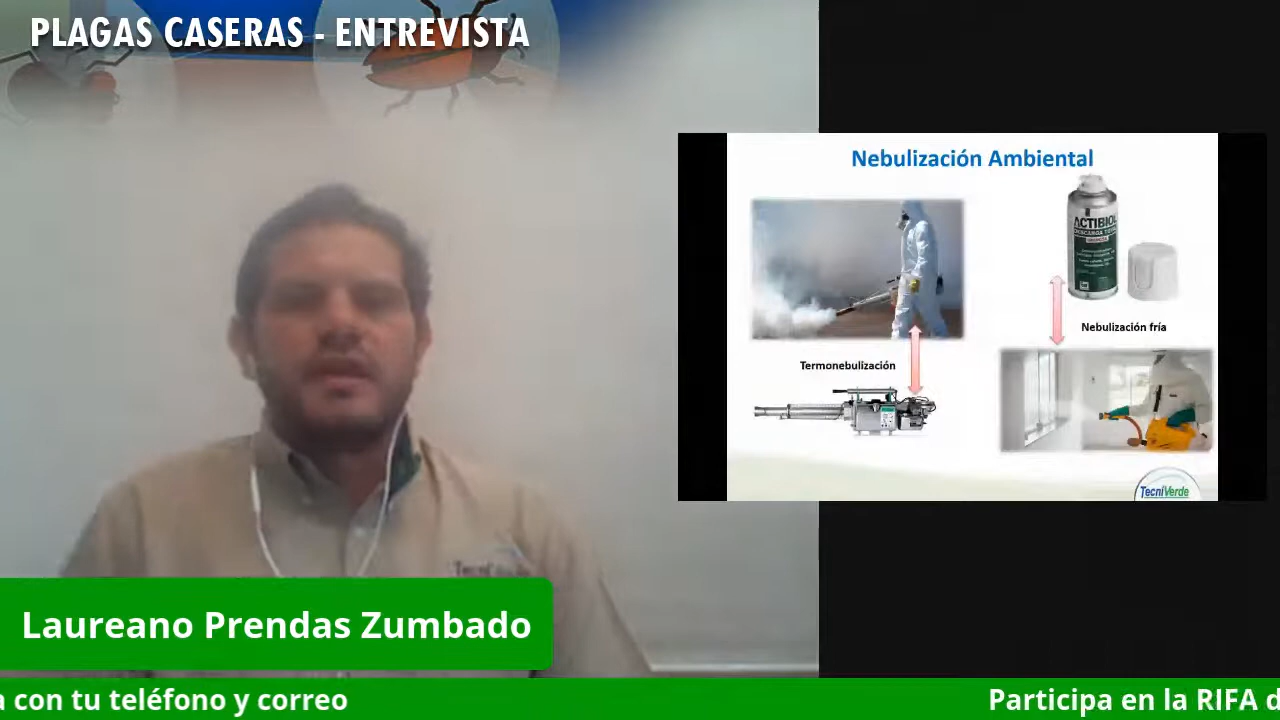 PLAGAS CASERAS - ENTREVISTA
Nebulización Ambiental
ACTIBIOL
Nebulización fría
Termonebulización
TecniVerde
Laureano Prendas Zumbado
a con tu teléfono y correo
Participa en la RIFA d